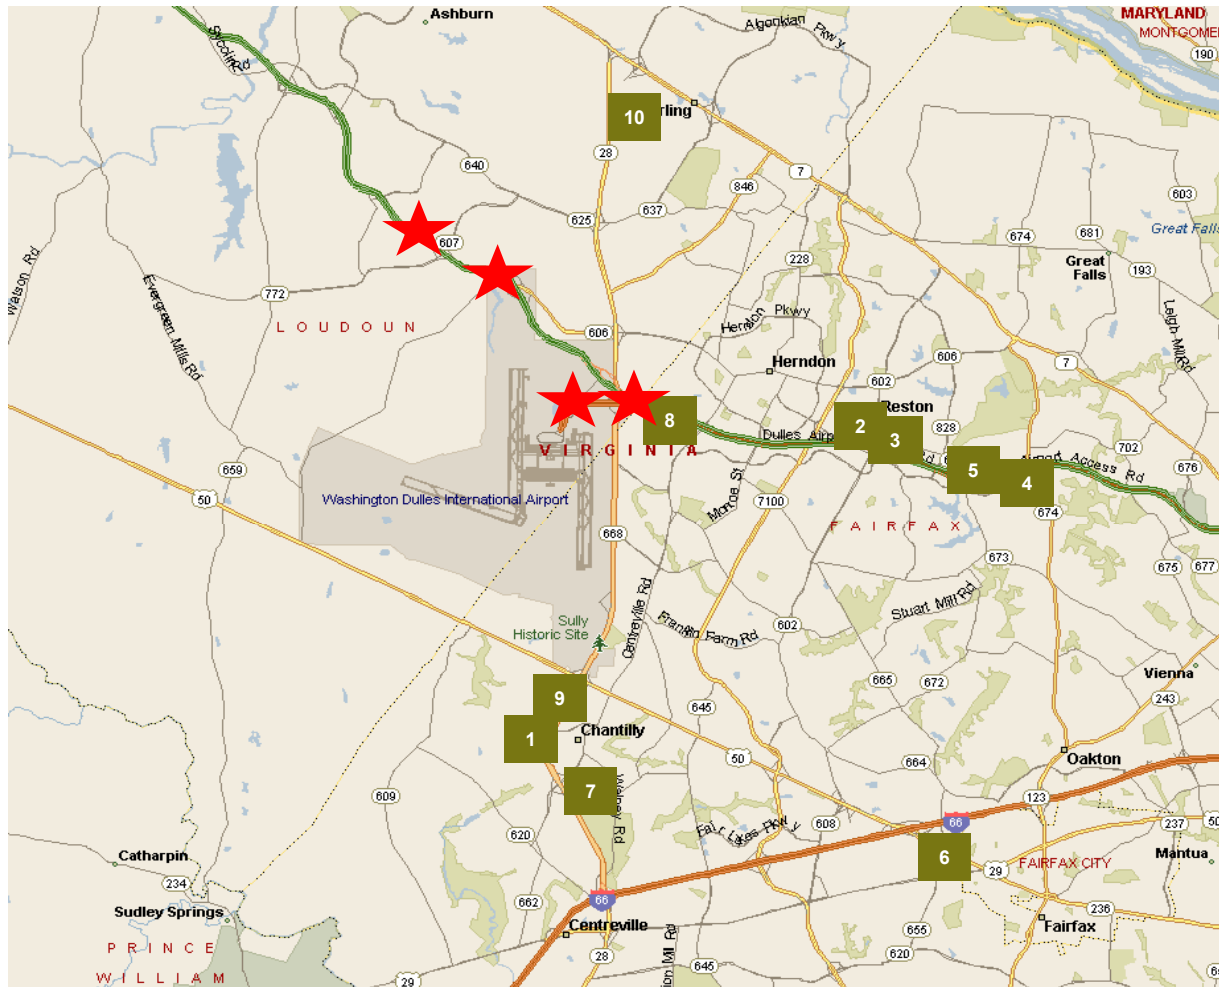 Ashburn
MARYLAND
MONTGOMER
Algonkian Pkwy
Sycolin Rd
190
10
rling
28
7
640
846
603
625
637
607
674
681
Great Falls
Great
Falls
228
193
Watson Rd
772
Evergreen Mills Rd
Herndon Pkwy
Leigh Mill Rd
LOUDOUN
606
606
Herndon
7
602
Reston
8
2
3
828
Dulles Airp
Rd
702
VIRGINIA
5
4
Airport Access Rd
676
659
50
Washington Dulles International Airport
Monroe St
7100
674
FAIRFAX
668
673
675
677
Centreville Rd
Stuart Mill Rd
Sully
Historic Site
Franklin Farm Rd
602
Vienna
665
672
9
645
243
1
Chantilly
50
664
Oakton
7
Walney Rd
609
123
620
Fair Lakes Pkwy
608
66
237
50
Catharpin
6
29
FAIRFAX CITY
Mantua
234
66
662
236
Sudley Springs
Centreville
655
Fairfax
PRINCE
WILLIAM
28
ion Mill Rd
645
620
29